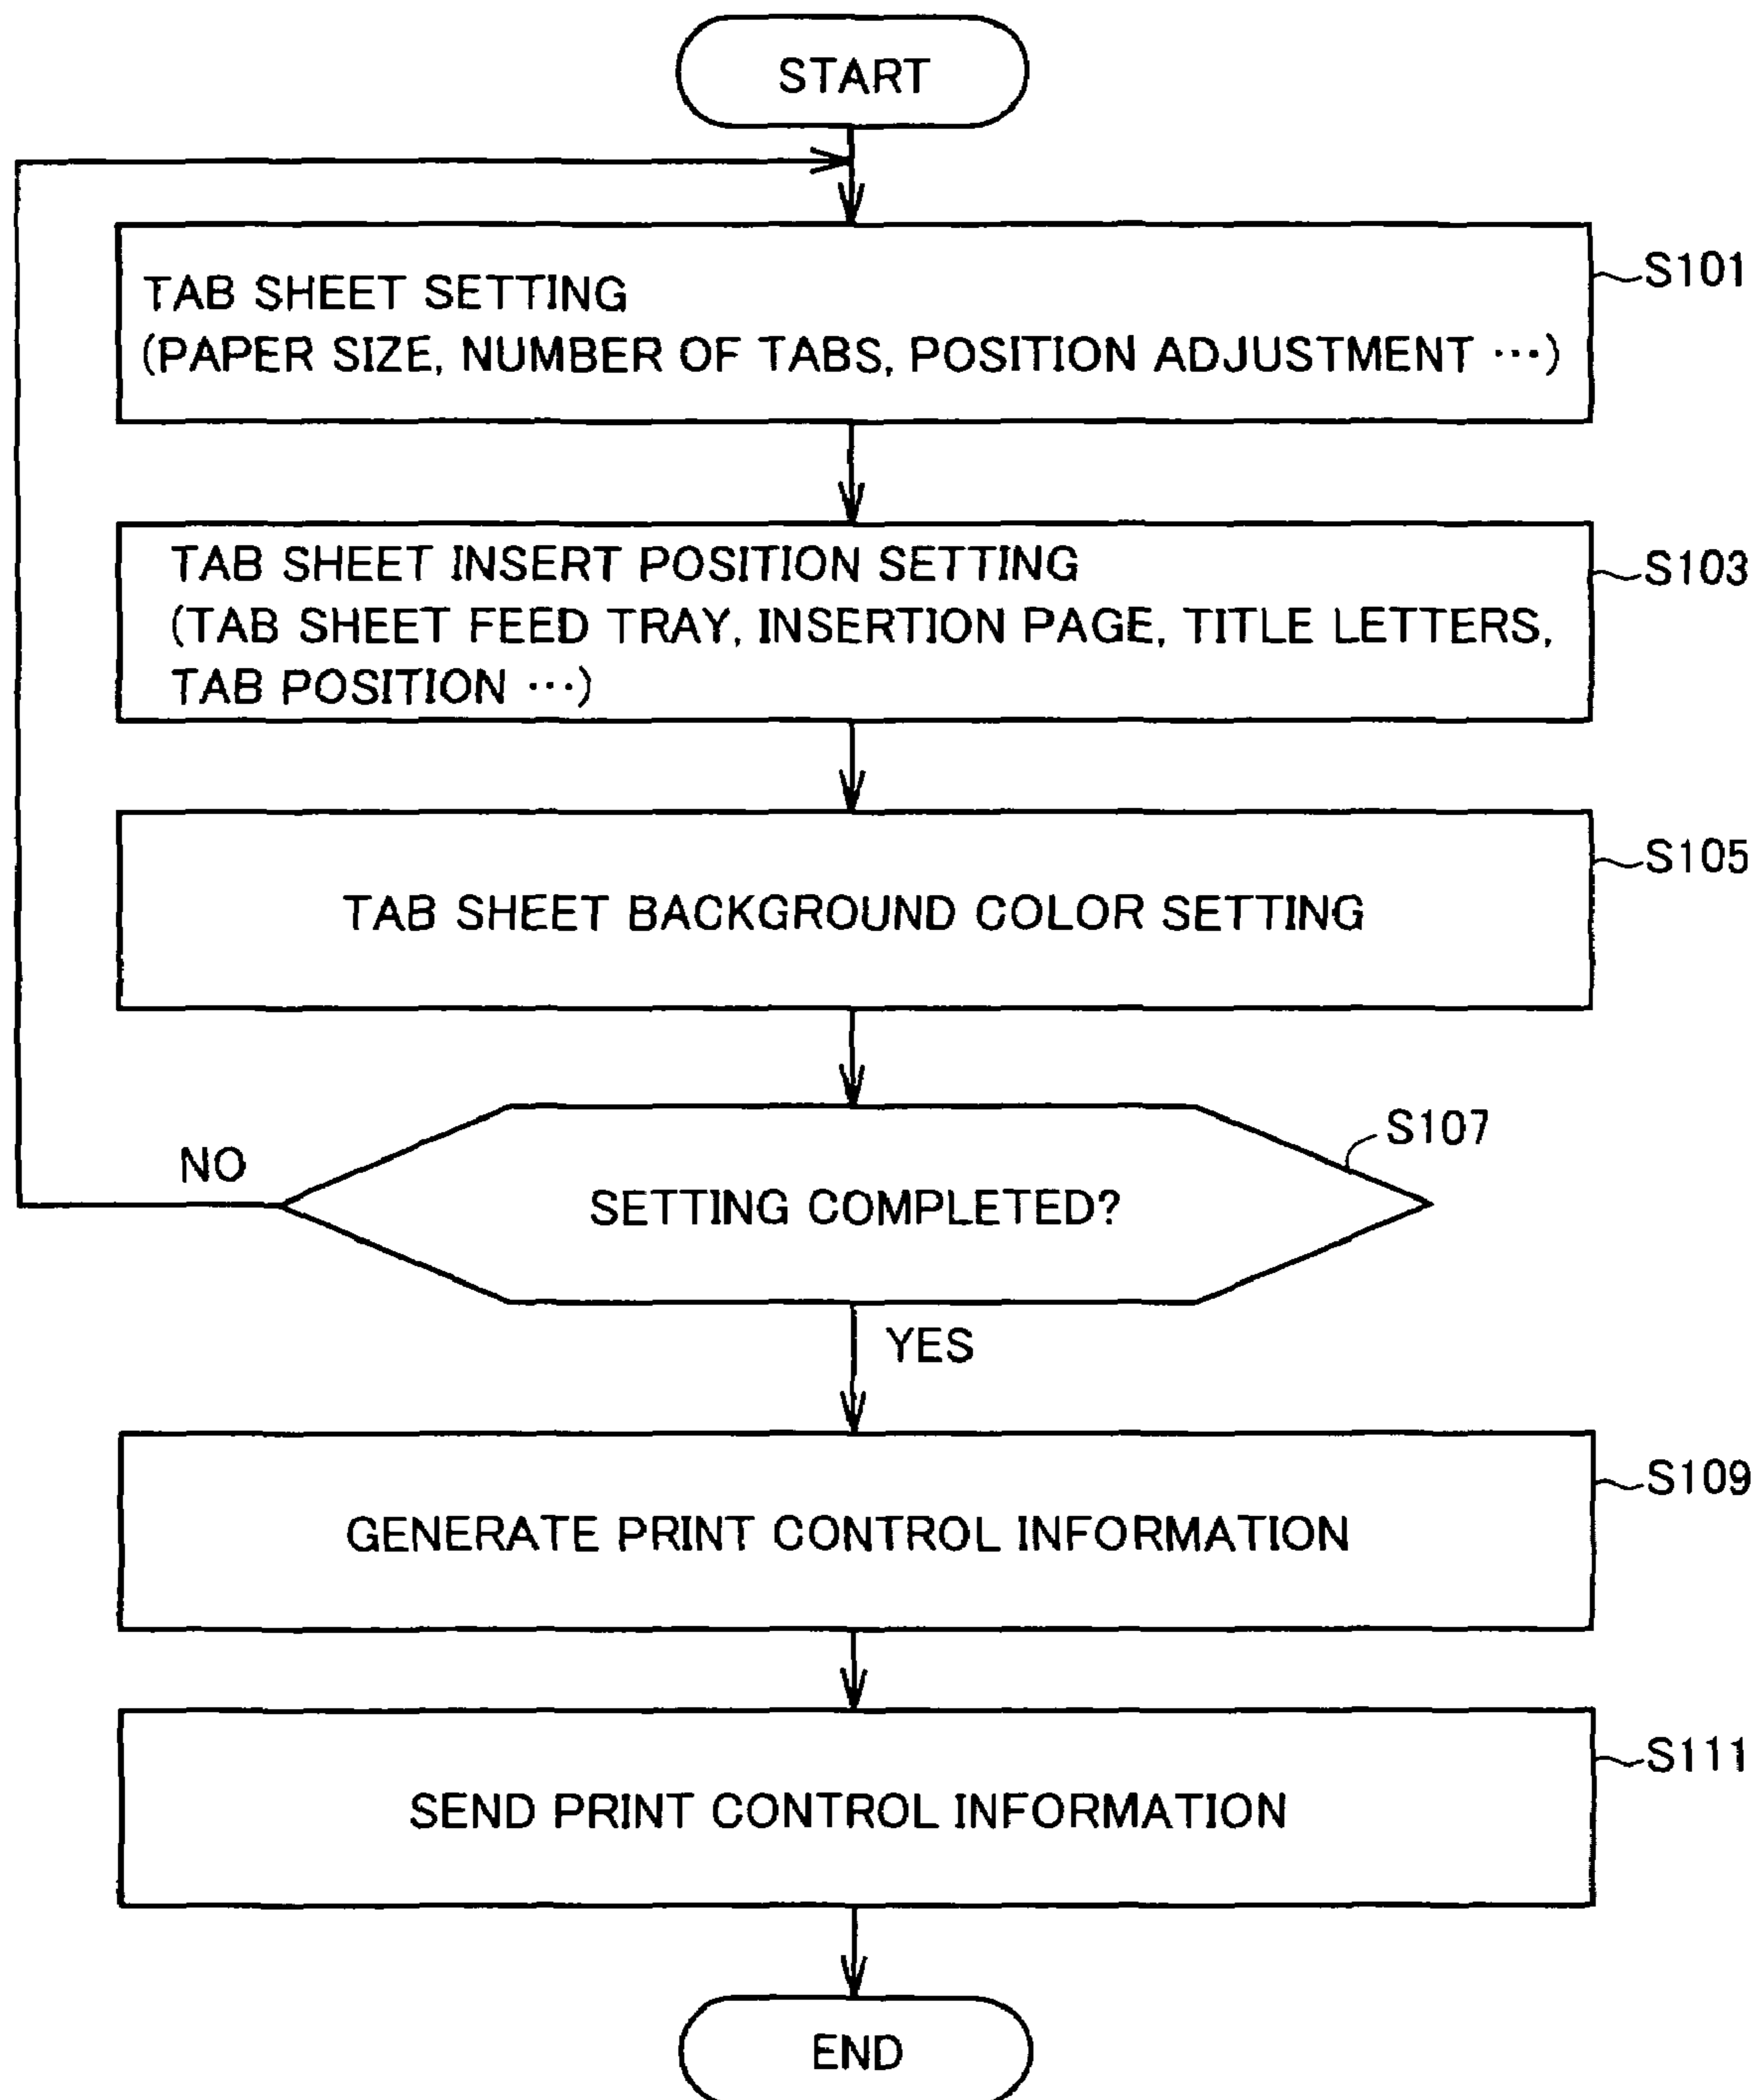 START
TAB SHEET SETTING
(PAPER SIZE, NUMBER OF TABS, POSITION ADJUSTMENT ⋯)
S101
TAB SHEET INSERT POSITION SETTING
(TAB SHEET FEED TRAY, INSERTION PAGE, TITLE LETTERS,
TAB POSITION ⋯)
S103
TAB SHEET BACKGROUND COLOR SETTING
S105
SETTING COMPLETED?
S107
NO
YES
GENERATE PRINT CONTROL INFORMATION
S109
SEND PRINT CONTROL INFORMATION
S111
END